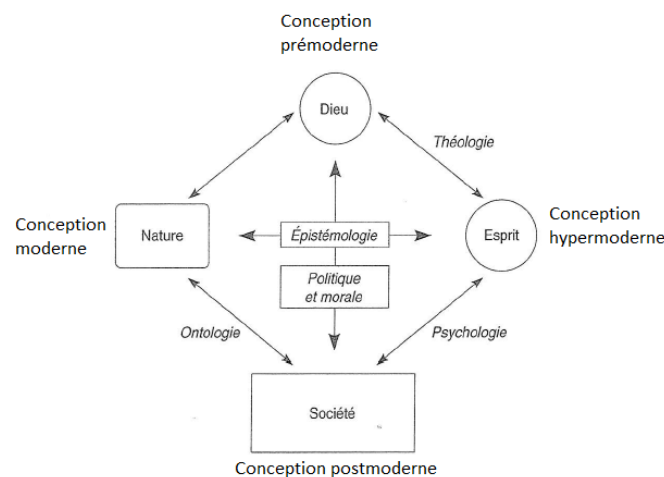 Conception
prémoderne
Dieu
Théologie
Conception
moderne
Nature
Épistémologie
Esprit
Conception
hypermoderne
Politique
et morale
Ontologie
Psychologie
Société
Conception postmoderne